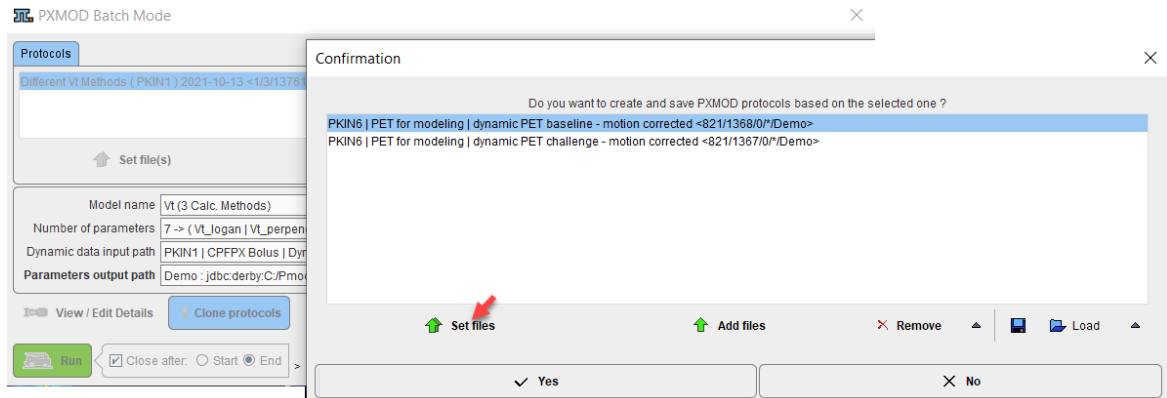 PXMOD Batch Mode
Protocols
Different Vt Methods ( PKIN1 ) 2021-10-13 <1/3/13761
Set file(s)
Model name Vt (3 Calc. Methods)
Number of parameters 7 -> ( Vt_logan | Vt_perpen
Dynamic data input path PKIN1 | CPFPX Bolus | Dyn
Parameters output path Demo : jdbc:derby:C:/Pmo
View / Edit Details
Clone protocols
Run
Close after: Start End >
Confirmation
Do you want to create and save PXMOD protocols based on the selected one ?
PKIN6 | PET for modeling | dynamic PET baseline - motion corrected <821/1368/0/*/Demo>
PKIN6 | PET for modeling | dynamic PET challenge - motion corrected <821/1367/0/*/Demo>
Set files
Add files
Remove
Load
Yes
No